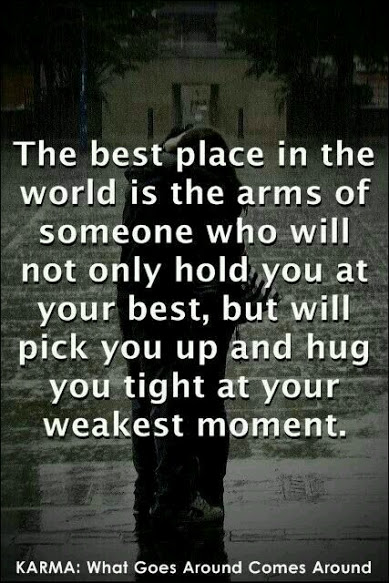 The best place in the
world is the arms of
someone who will
not only hold you at
your best, but will
pick you up and hug
you tight at your
weakest moment.
KARMA: What Goes Around Comes Around